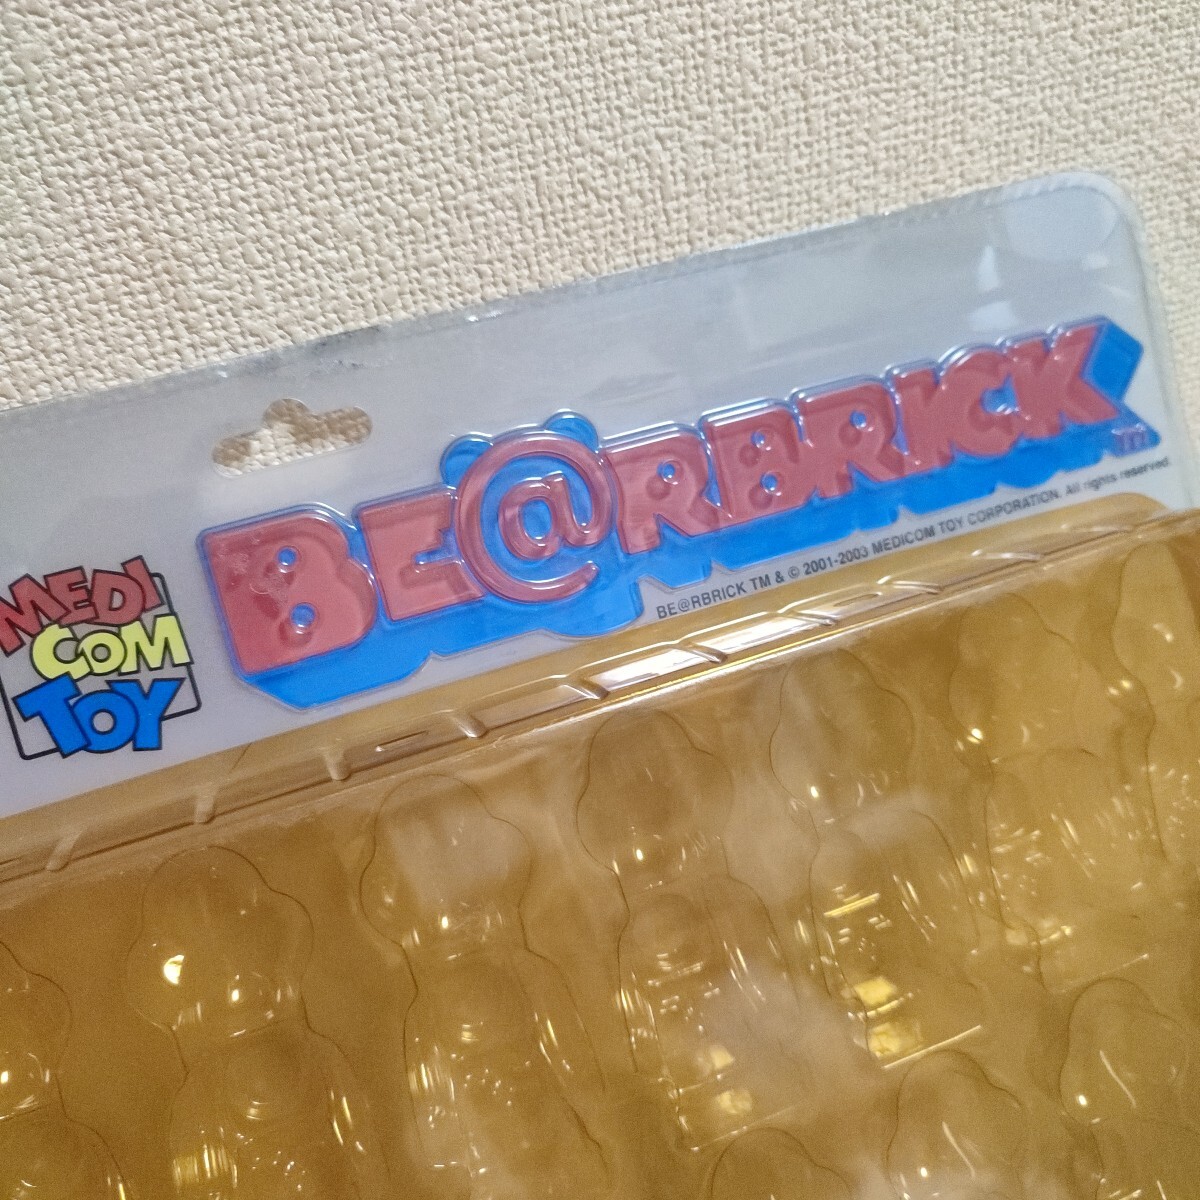 BE@RBRICK
TM
BE@RBRICK TM & © 2001-2003 MEDICOM TOY CORPORATION. All rights reserved.
MEDI
COM
TOY